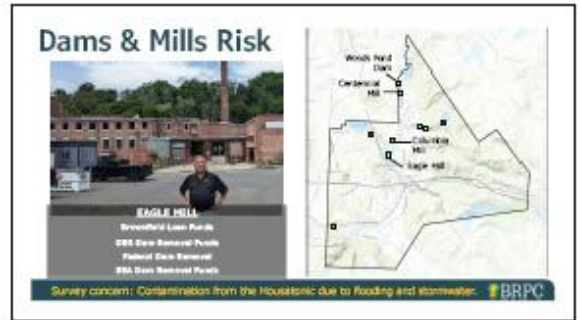 Dams & Mills Risk
Woods Pond
Dam
Centennial
Mill
Columbia
Mill
Eagle Mill
EAGLE MILL
Brownfield Loan Funds
Dam Removal Funds
Federal Dam Removal
Dam Removal Funds
Survey concern: Contamination from the Housatonic due to flooding and stormwater.
BRPC